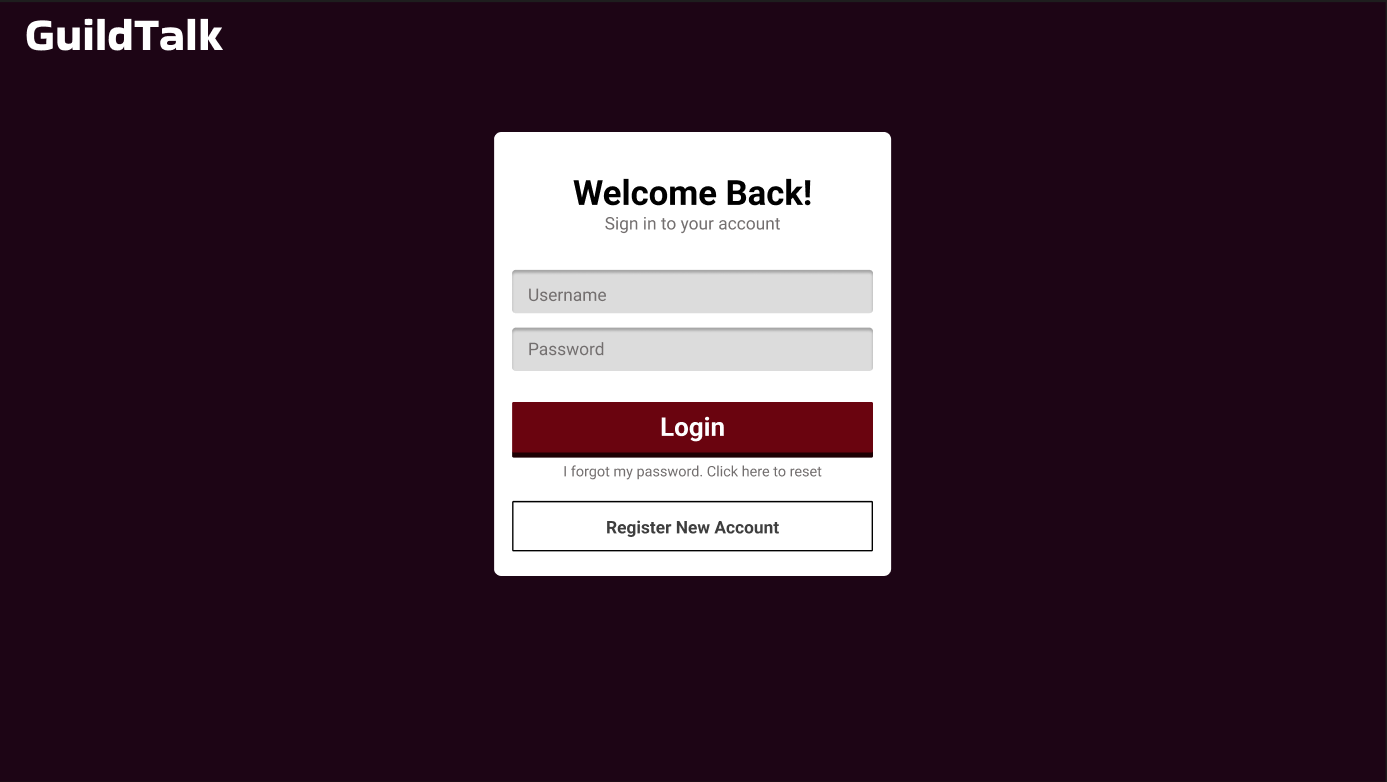 GuildTalk
Welcome Back!
Sign in to your account
Username
Password
Login
I forgot my password. Click here to reset
Register New Account